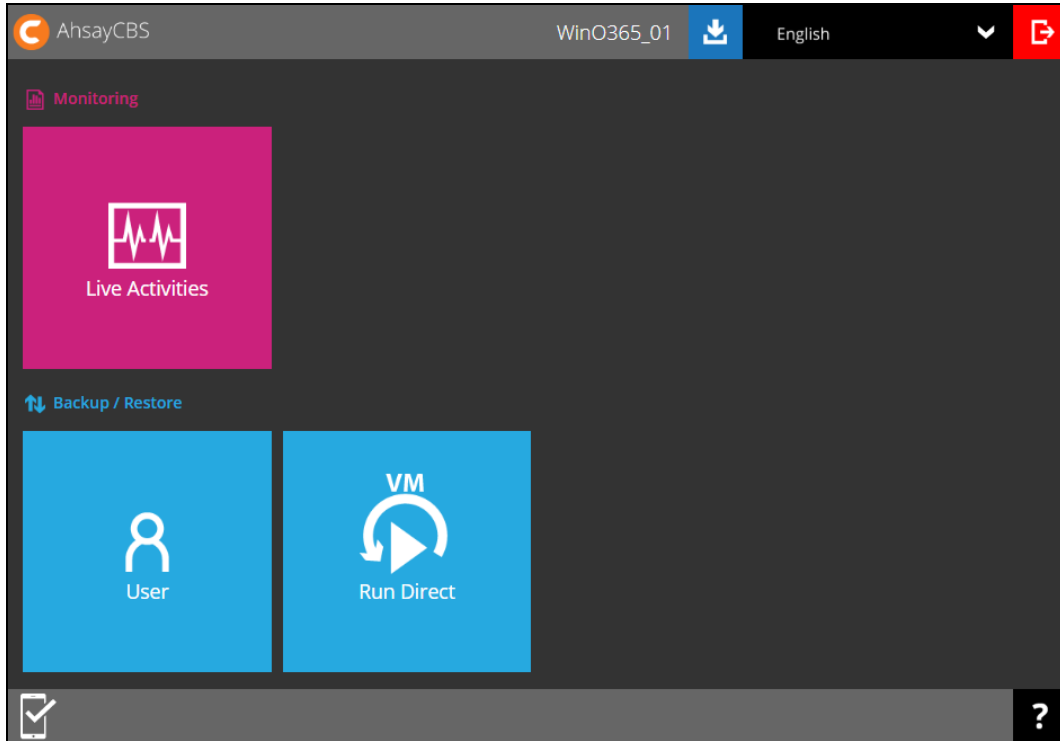 AhsayCBS
WinO365_01
English
Monitoring
Live Activities
Backup / Restore
User
VM
Run Direct
?